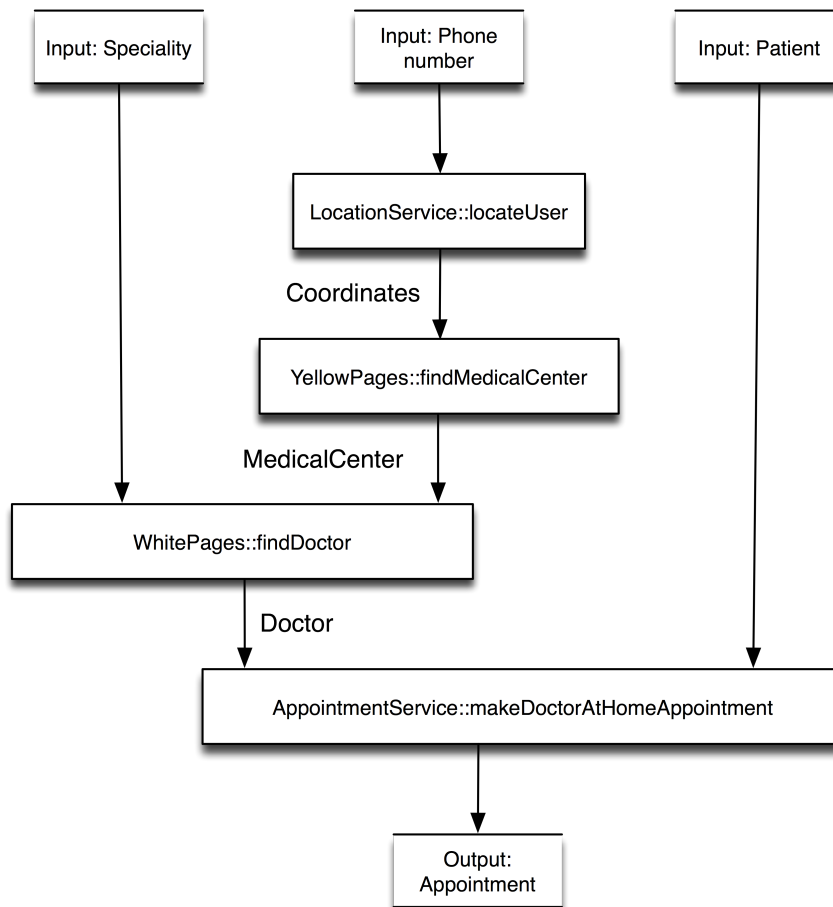 Input: Speciality
Input: Phone
number
Input: Patient
LocationService::locateUser
Coordinates
YellowPages::findMedicalCenter
MedicalCenter
WhitePages::findDoctor
Doctor
AppointmentService::makeDoctorAtHomeAppointment
Output:
Appointment